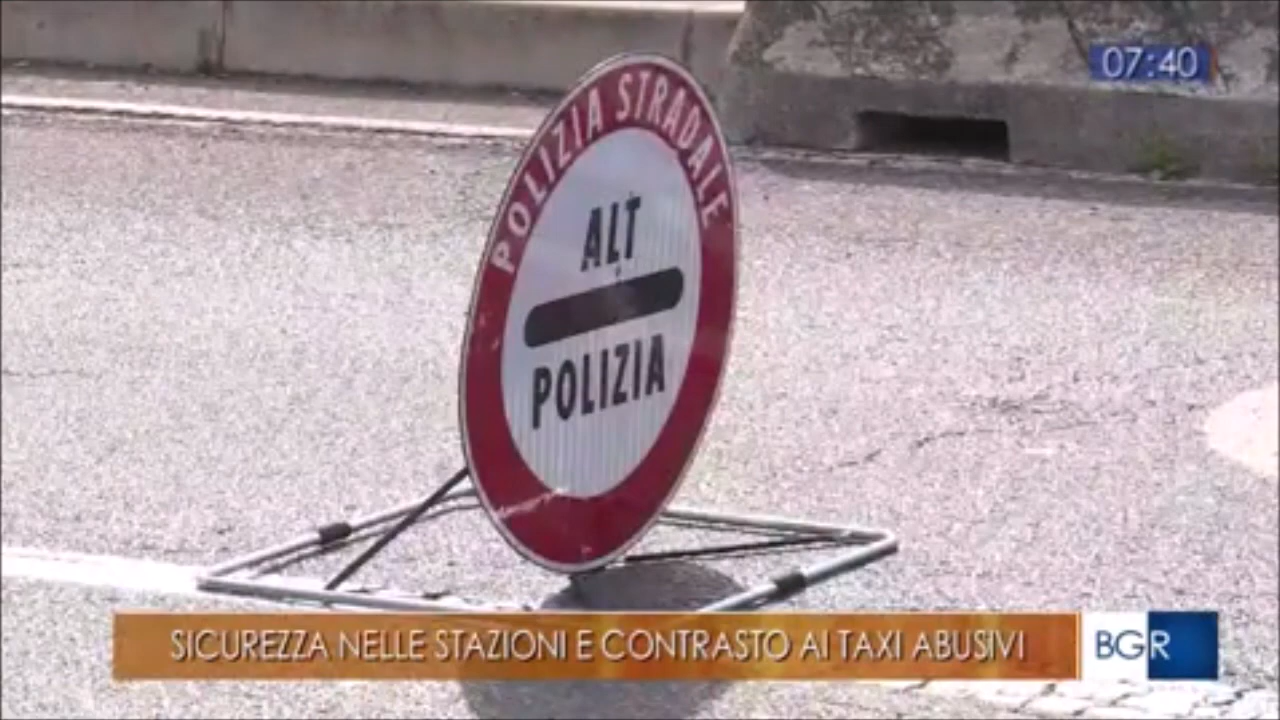 07:40
POLIZIA STRADALE
ALT
POLIZIA
SICUREZZA NELLE STAZIONI E CONTRASTO AI TAXI ABUSIVI
BGR